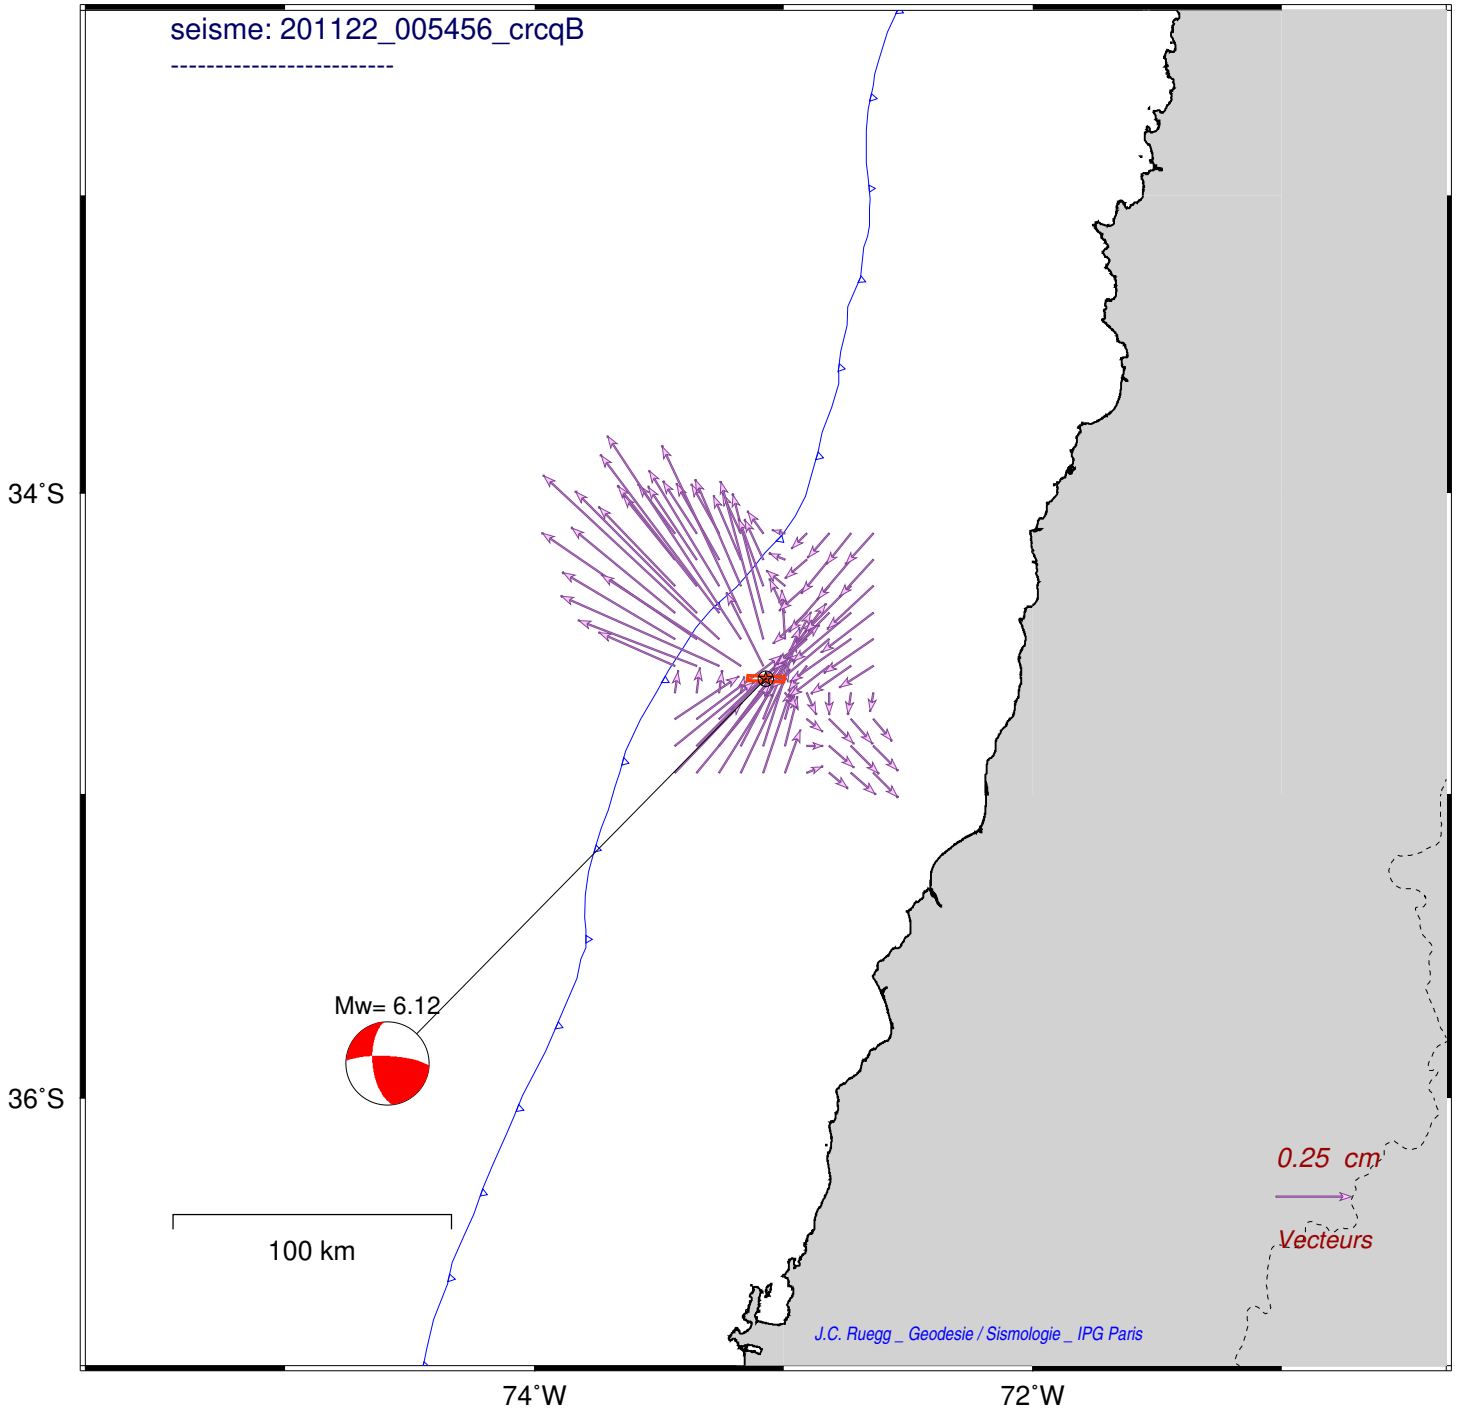 seisme: 201122_005456_crcqB
-------------------------
34°S
Mw= 6.12
36°S
0.25 cm
Vecteurs
100 km
J.C. Ruegg _ Geodesie / Sismologie _ IPG Paris
74°W
72°W